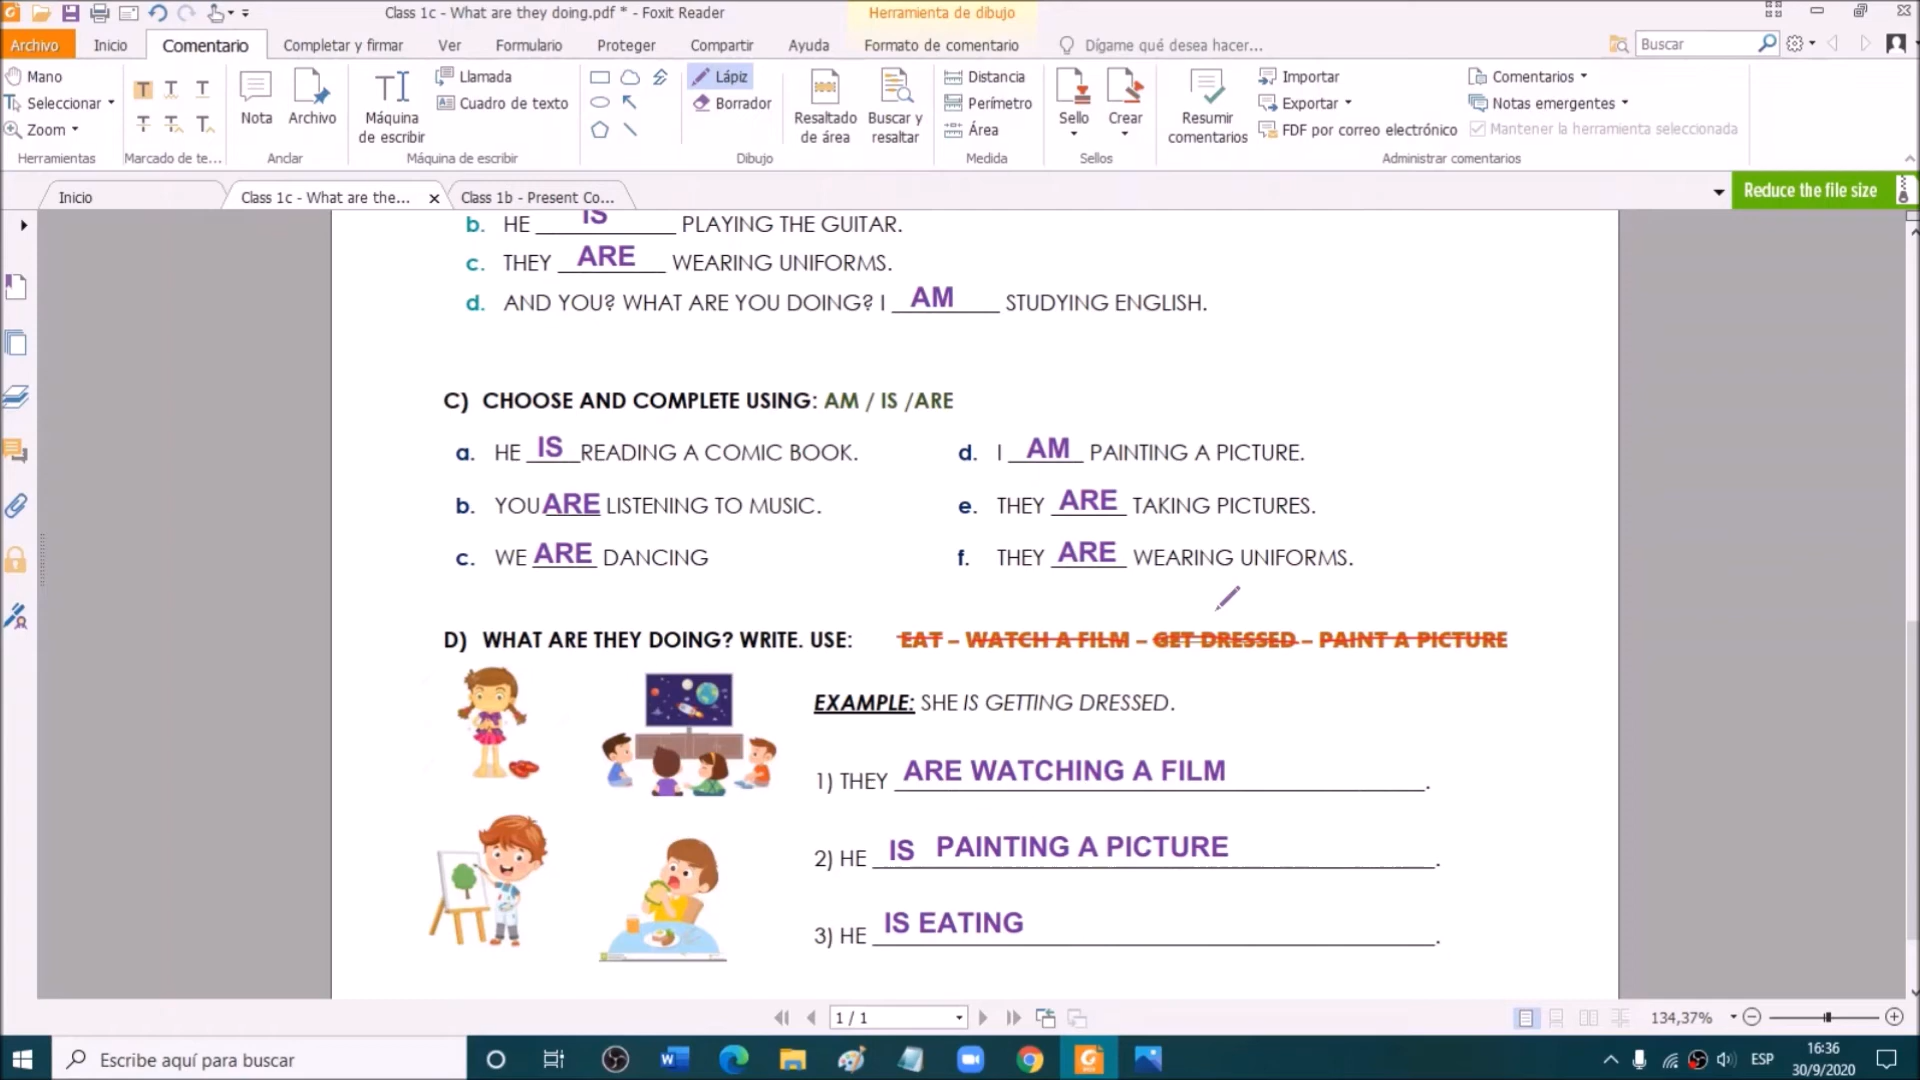 Class 1c - What are they doing.pdf * - Foxit Reader
Herramienta de dibujo
Archivo Inicio Comentario Completar y firmar Ver Formulario Proteger Compartir Ayuda Formato de comentario Dígame qué desea hacer... Buscar
Mano
Seleccionar
Zoom
Herramientas
Marcado de te...
Nota
Archivo
Anclar
Máquina
de escribir
Llamada
Cuadro de texto
Máquina de escribir
Lápiz
Borrador
Resaltado
de área
Buscar y
resaltar
Dibujo
Distancia
Perímetro
Área
Medida
Sello
Crear
Sellos
Resumir
comentarios
Importar
Exportar
FDF por correo electrónico
Comentarios
Notas emergentes
Mantener la herramienta seleccionada
Administrar comentarios
Inicio
Class 1c - What are the...
Class 1b - Present Co...
Reduce the file size
b. HE IS PLAYING THE GUITAR.
c. THEY ARE WEARING UNIFORMS.
d. AND YOU? WHAT ARE YOU DOING? I AM STUDYING ENGLISH.
C) CHOOSE AND COMPLETE USING: AM / IS /ARE
a. HE IS READING A COMIC BOOK.
b. YOU ARE LISTENING TO MUSIC.
c. WE ARE DANCING
d. I AM PAINTING A PICTURE.
e. THEY ARE TAKING PICTURES.
f. THEY ARE WEARING UNIFORMS.
D) WHAT ARE THEY DOING? WRITE. USE: EAT – WATCH A FILM – GET DRESSED – PAINT A PICTURE
EXAMPLE: SHE IS GETTING DRESSED.
1) THEY ARE WATCHING A FILM.
2) HE IS PAINTING A PICTURE.
3) HE IS EATING.
1 / 1
134,37%
Escribe aquí para buscar
ESP
16:36
30/9/2020